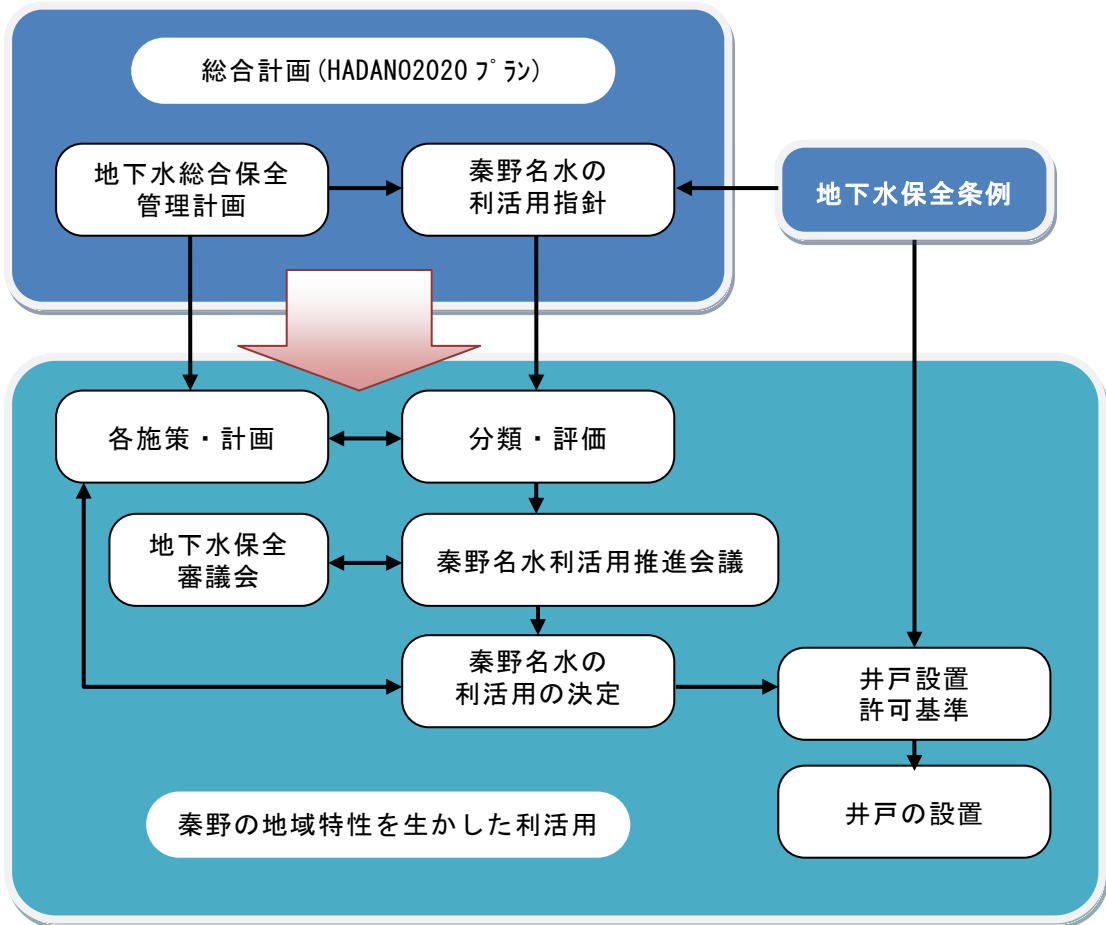 総合計画(HADANO2020 ﾌﾟﾗﾝ)
地下水総合保全
管理計画
秦野名水の
利活用指針
地下水保全条例
各施策・計画
分類・評価
地下水保全
審議会
秦野名水利活用推進会議
秦野名水の
利活用の決定
井戸設置
許可基準
井戸の設置
秦野の地域特性を生かした利活用